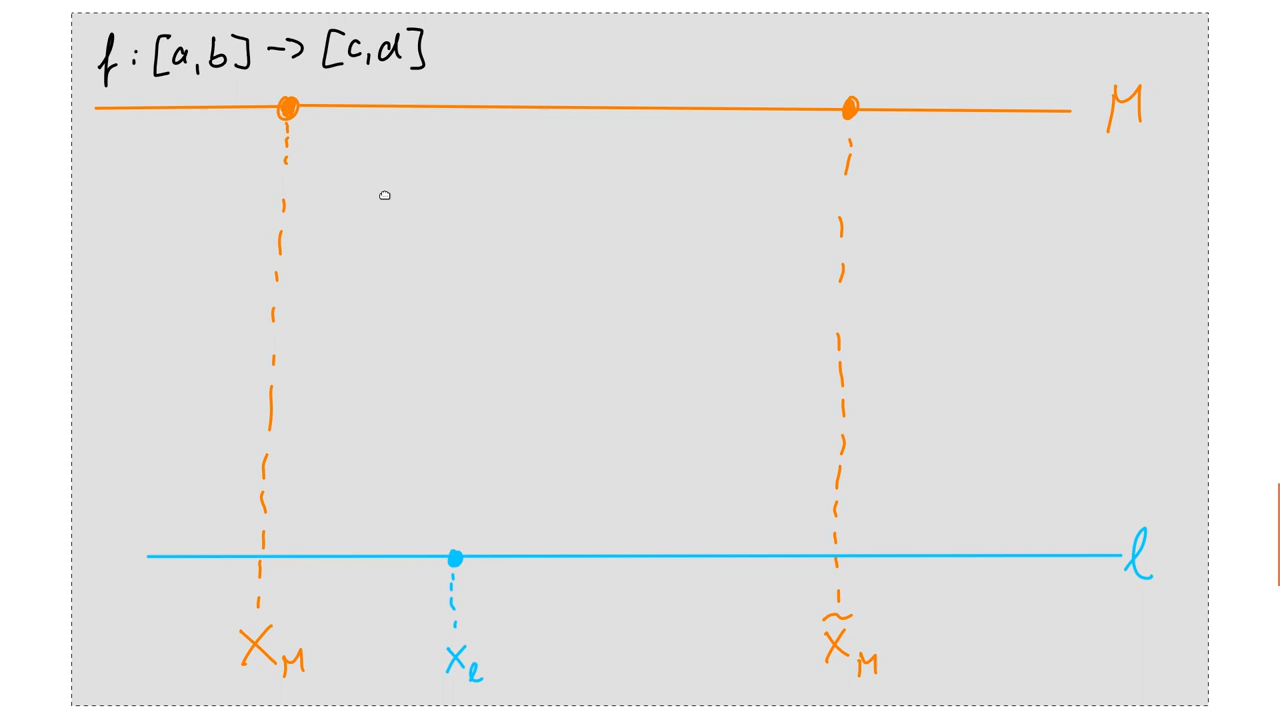 f : [a,b] -> [c,d]
M
ℓ
X_M x_ℓ x̃_M